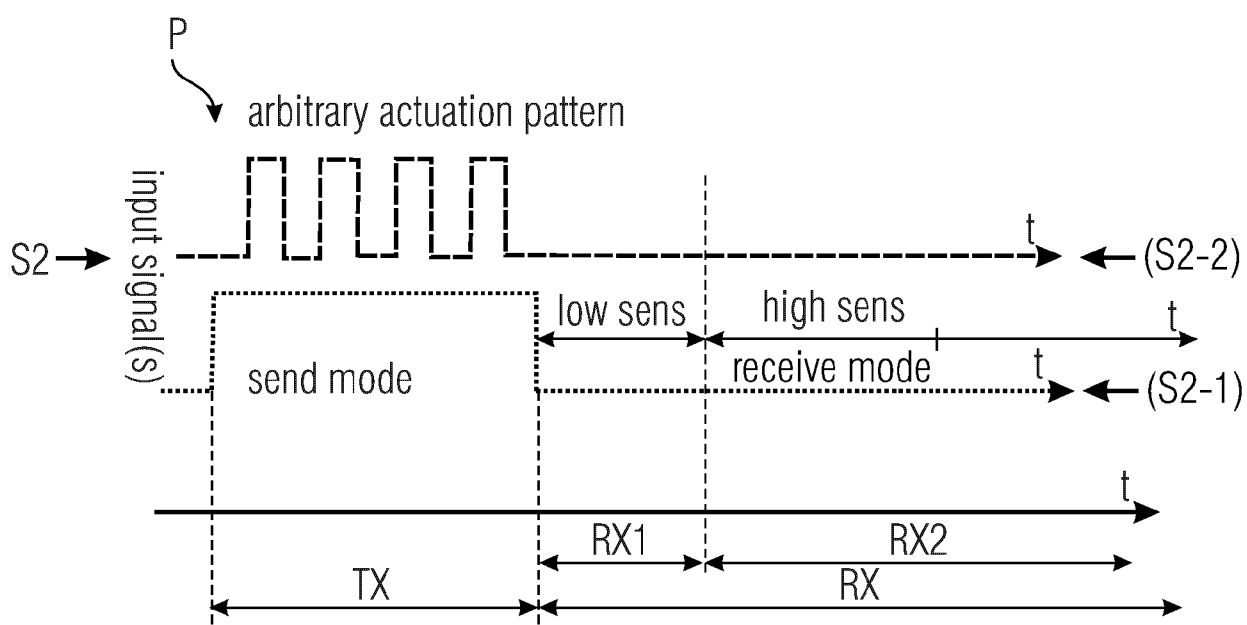 P
arbitrary actuation pattern
input signal(s)
S2
t
(S2-2)
low sens
high sens
t
send mode
receive mode
t
(S2-1)
t
RX1
RX2
TX
RX